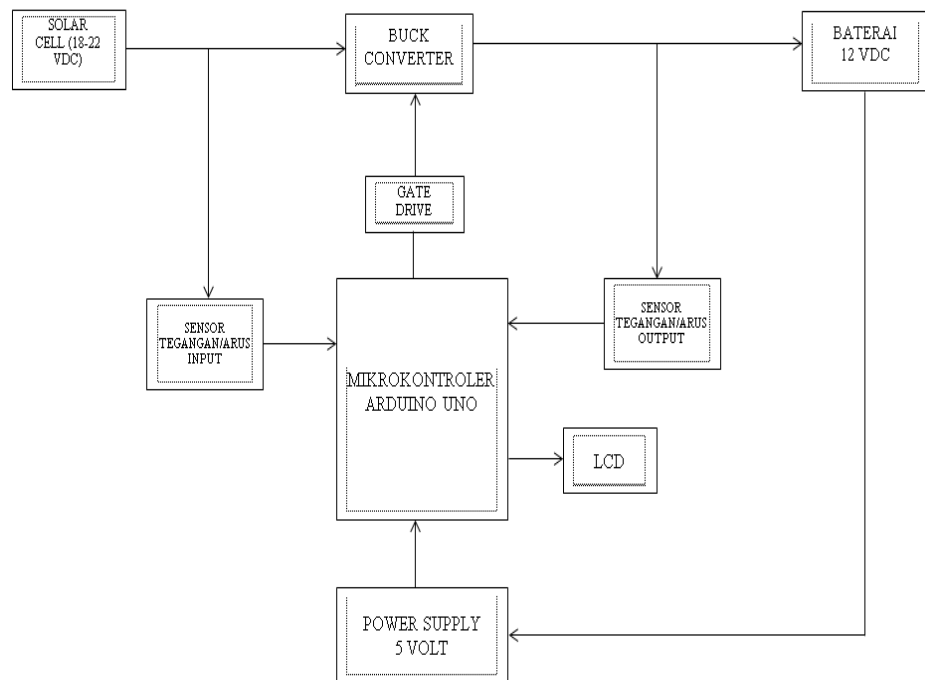 SOLAR
CELL (18-22
VDC)
BUCK
CONVERTER
BATERAI
12 VDC
GATE
DRIVE
SENSOR
TEGANGAN/ARUS
INPUT
SENSOR
TEGANGAN/ARUS
OUTPUT
MIKROKONTROLER
ARDUINO UNO
LCD
POWER SUPPLY
5 VOLT